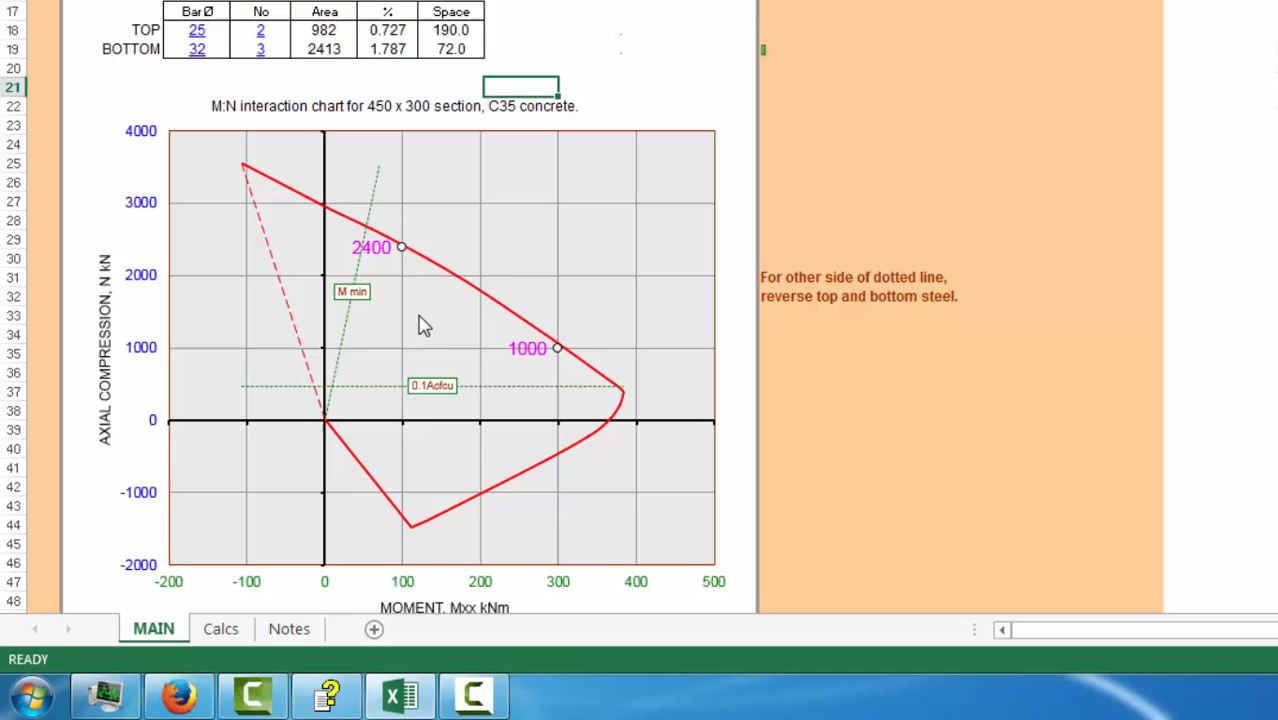 17
Bar Ø No Area % Space
18 TOP 25 2 982 0.727 190.0
19 BOTTOM 32 3 2413 1.787 72.0
20
21
22 M:N interaction chart for 450 x 300 section, C35 concrete.
23
24 4000
25
26
27 3000
28
29 2400
30
31 2000
For other side of dotted line,
32 M min
reverse top and bottom steel.
33
34
35 1000 1000
36
37 0.1Acfcu
38
39 0
40
41
42
43 -1000
44
45
46 -2000
47 -200 -100 0 100 200 300 400 500
48 MOMENT, Mxx kNm
AXIAL COMPRESSION, N kN
MAIN Calcs Notes
READY